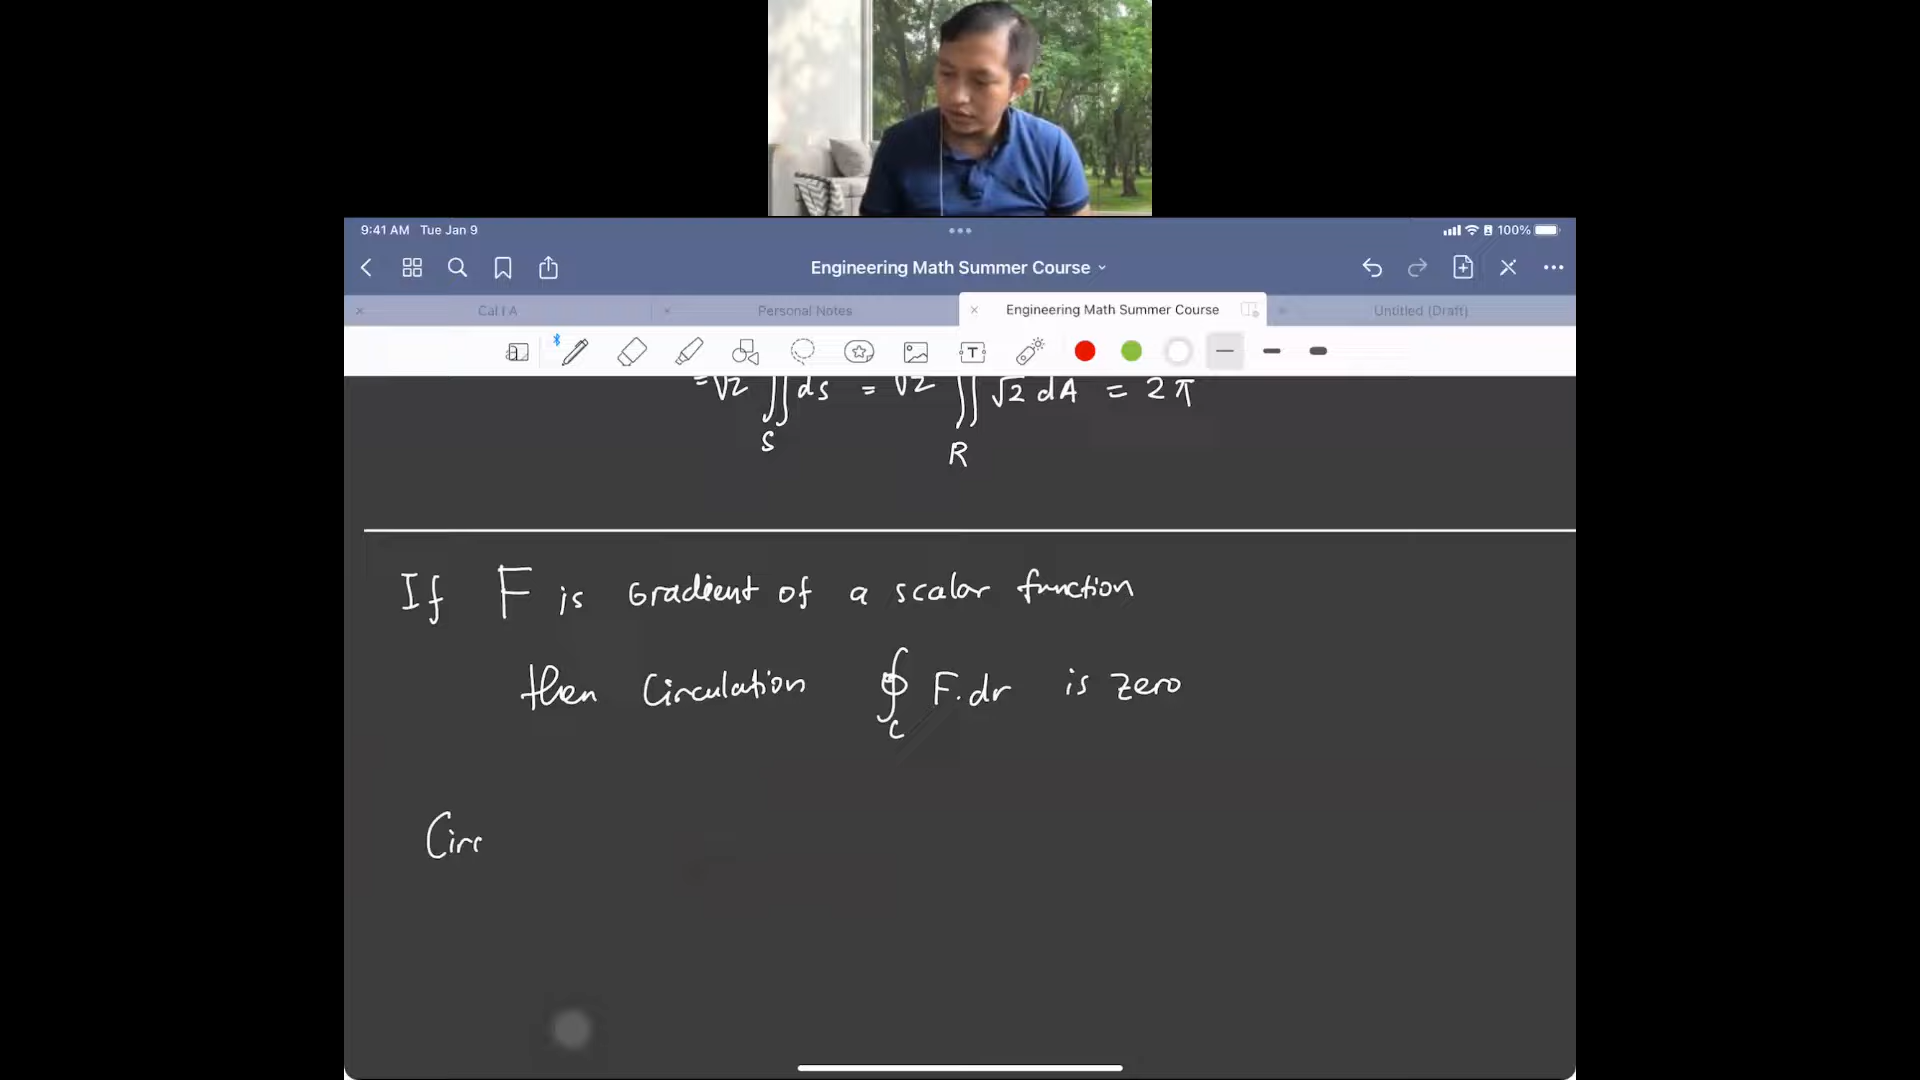 9:41 AM Tue Jan 9
100%
Engineering Math Summer Course
Cal I A
Personal Notes
Engineering Math Summer Course
Untitled (Draft)
= √2 ∬ ds = √2 ∬ √2 dA = 2π
S R
If F is Gradient of a scalar function
then Circulation ∮ F.dr is zero
C
Circ